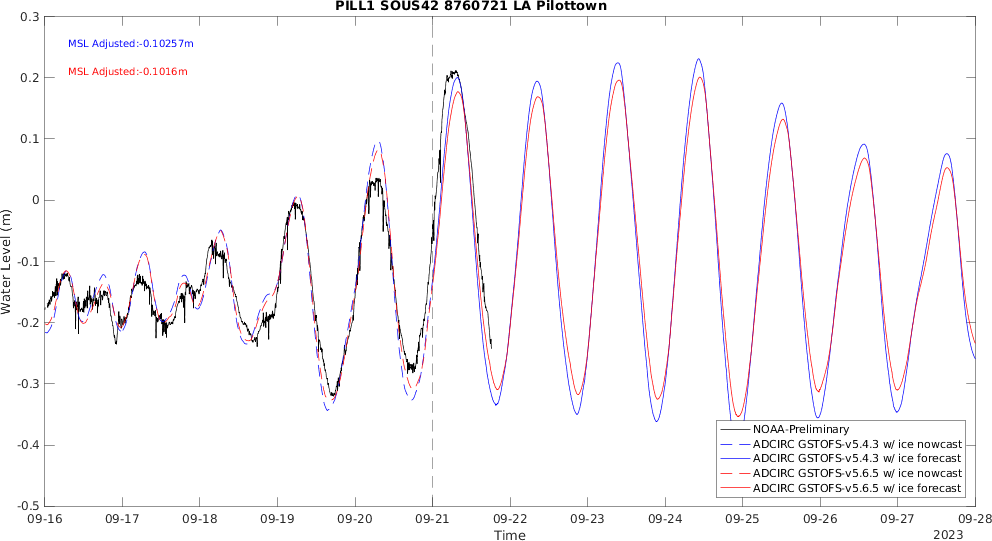 PILL1 SOUS42 8760721 LA Pilottown
MSL Adjusted:-0.10257m
MSL Adjusted:-0.1016m
0.3
0.2
0.1
0
-0.1
-0.2
-0.3
-0.4
-0.5
Water Level (m)
NOAA-Preliminary
ADCIRC GSTOFS-v5.4.3 w/ ice nowcast
ADCIRC GSTOFS-v5.4.3 w/ ice forecast
ADCIRC GSTOFS-v5.6.5 w/ ice nowcast
ADCIRC GSTOFS-v5.6.5 w/ ice forecast
09-16 09-17 09-18 09-19 09-20 09-21 09-22 09-23 09-24 09-25 09-26 09-27 09-28
Time
2023